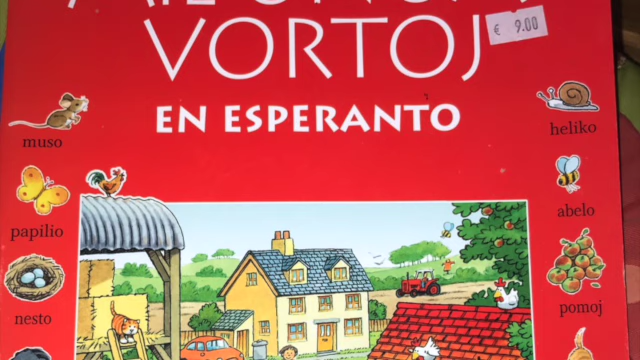 VORTOJ
€ 9.00
EN ESPERANTO
muso
heliko
papilio
abelo
nesto
pomoj